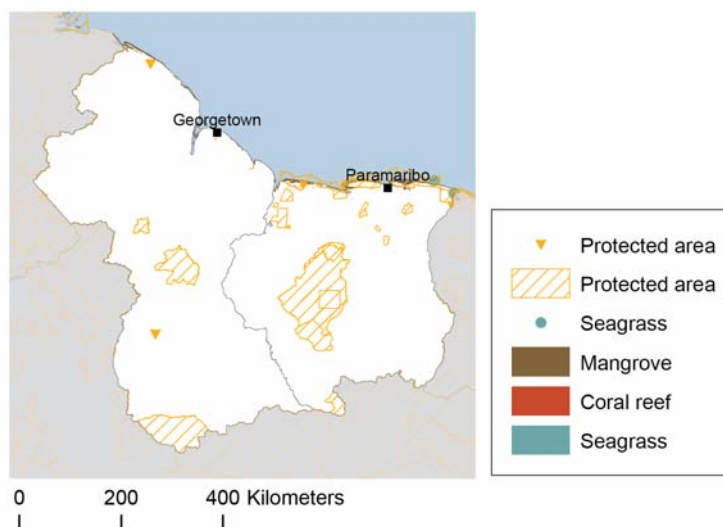 Georgetown
Paramaribo
Protected area
Protected area
Seagrass
Mangrove
Coral reef
Seagrass
0 200 400 Kilometers